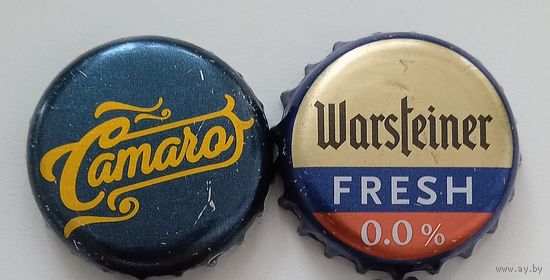 Camaro
Warsteiner
FRESH
0.0 %
www.ay.by